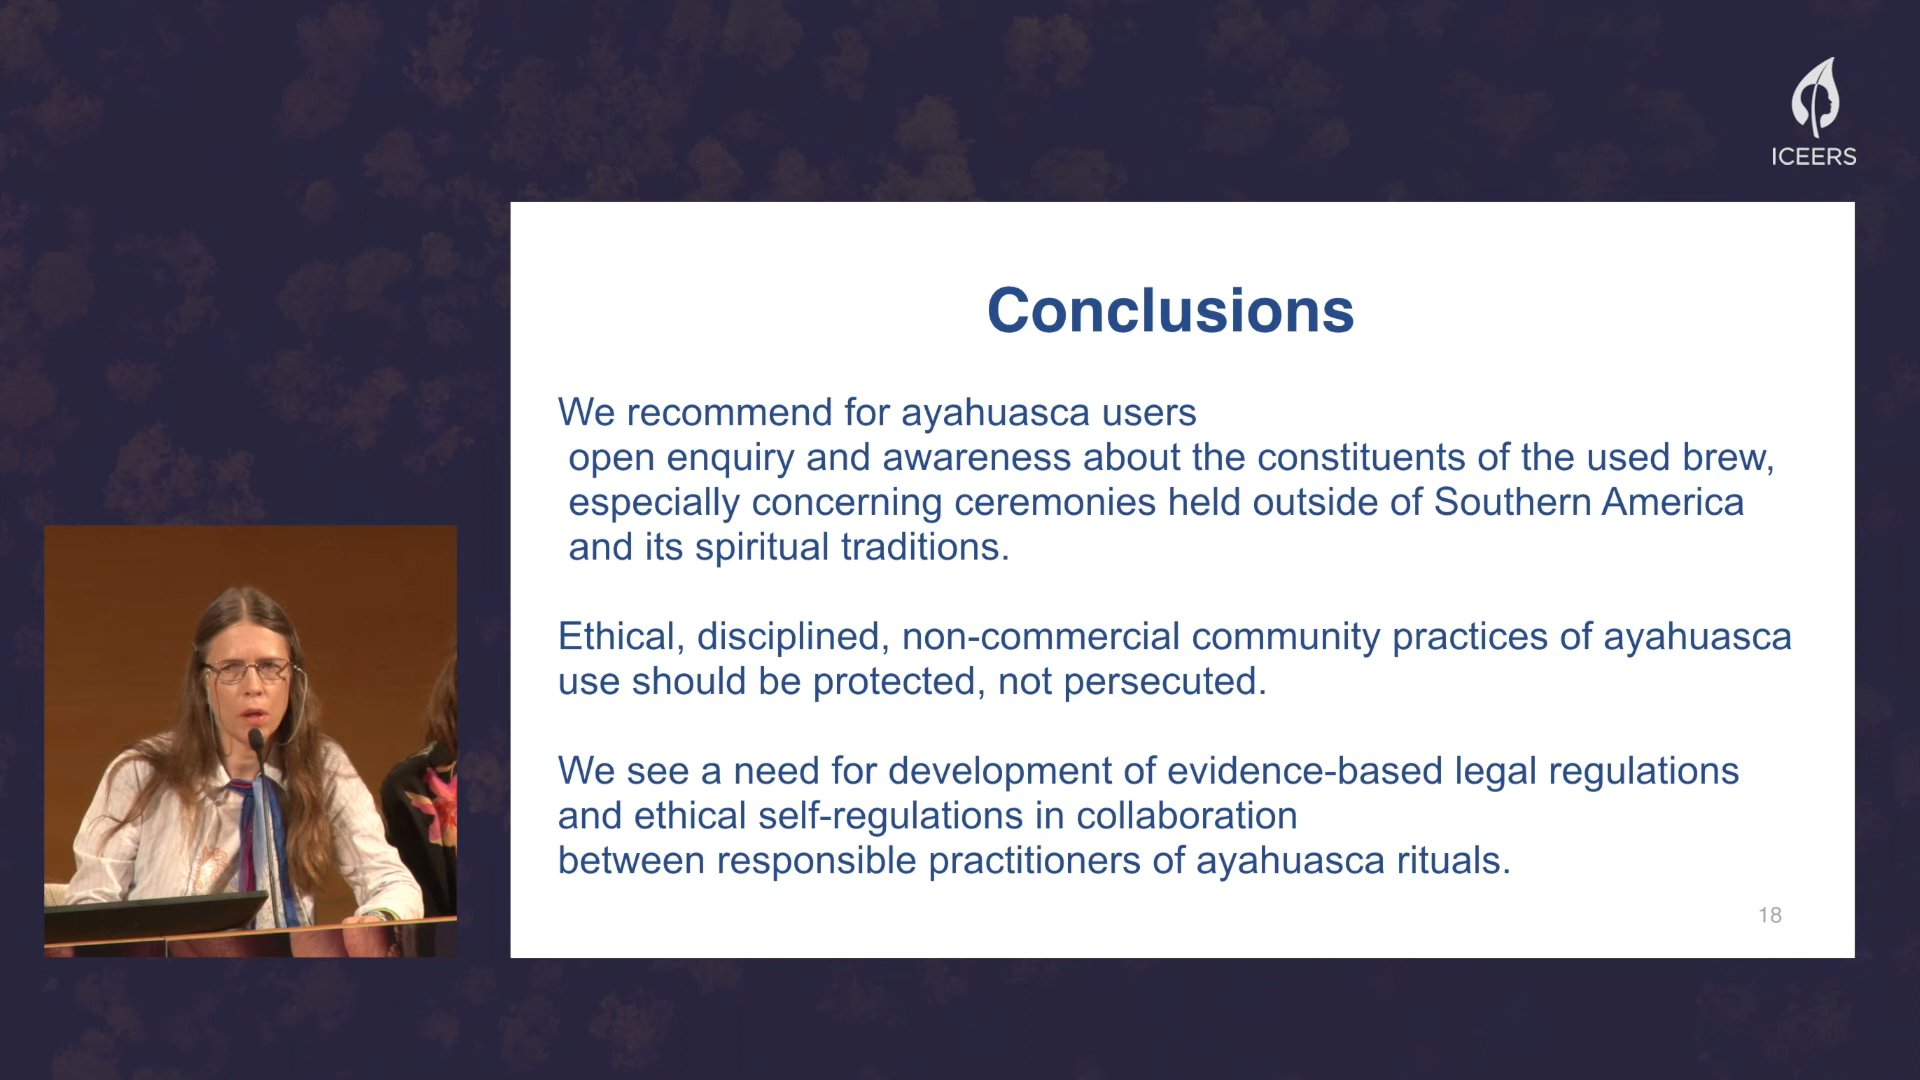 ICEERS
Conclusions
We recommend for ayahuasca users
open enquiry and awareness about the constituents of the used brew,
especially concerning ceremonies held outside of Southern America
and its spiritual traditions.
Ethical, disciplined, non-commercial community practices of ayahuasca
use should be protected, not persecuted.
We see a need for development of evidence-based legal regulations
and ethical self-regulations in collaboration
between responsible practitioners of ayahuasca rituals.
18